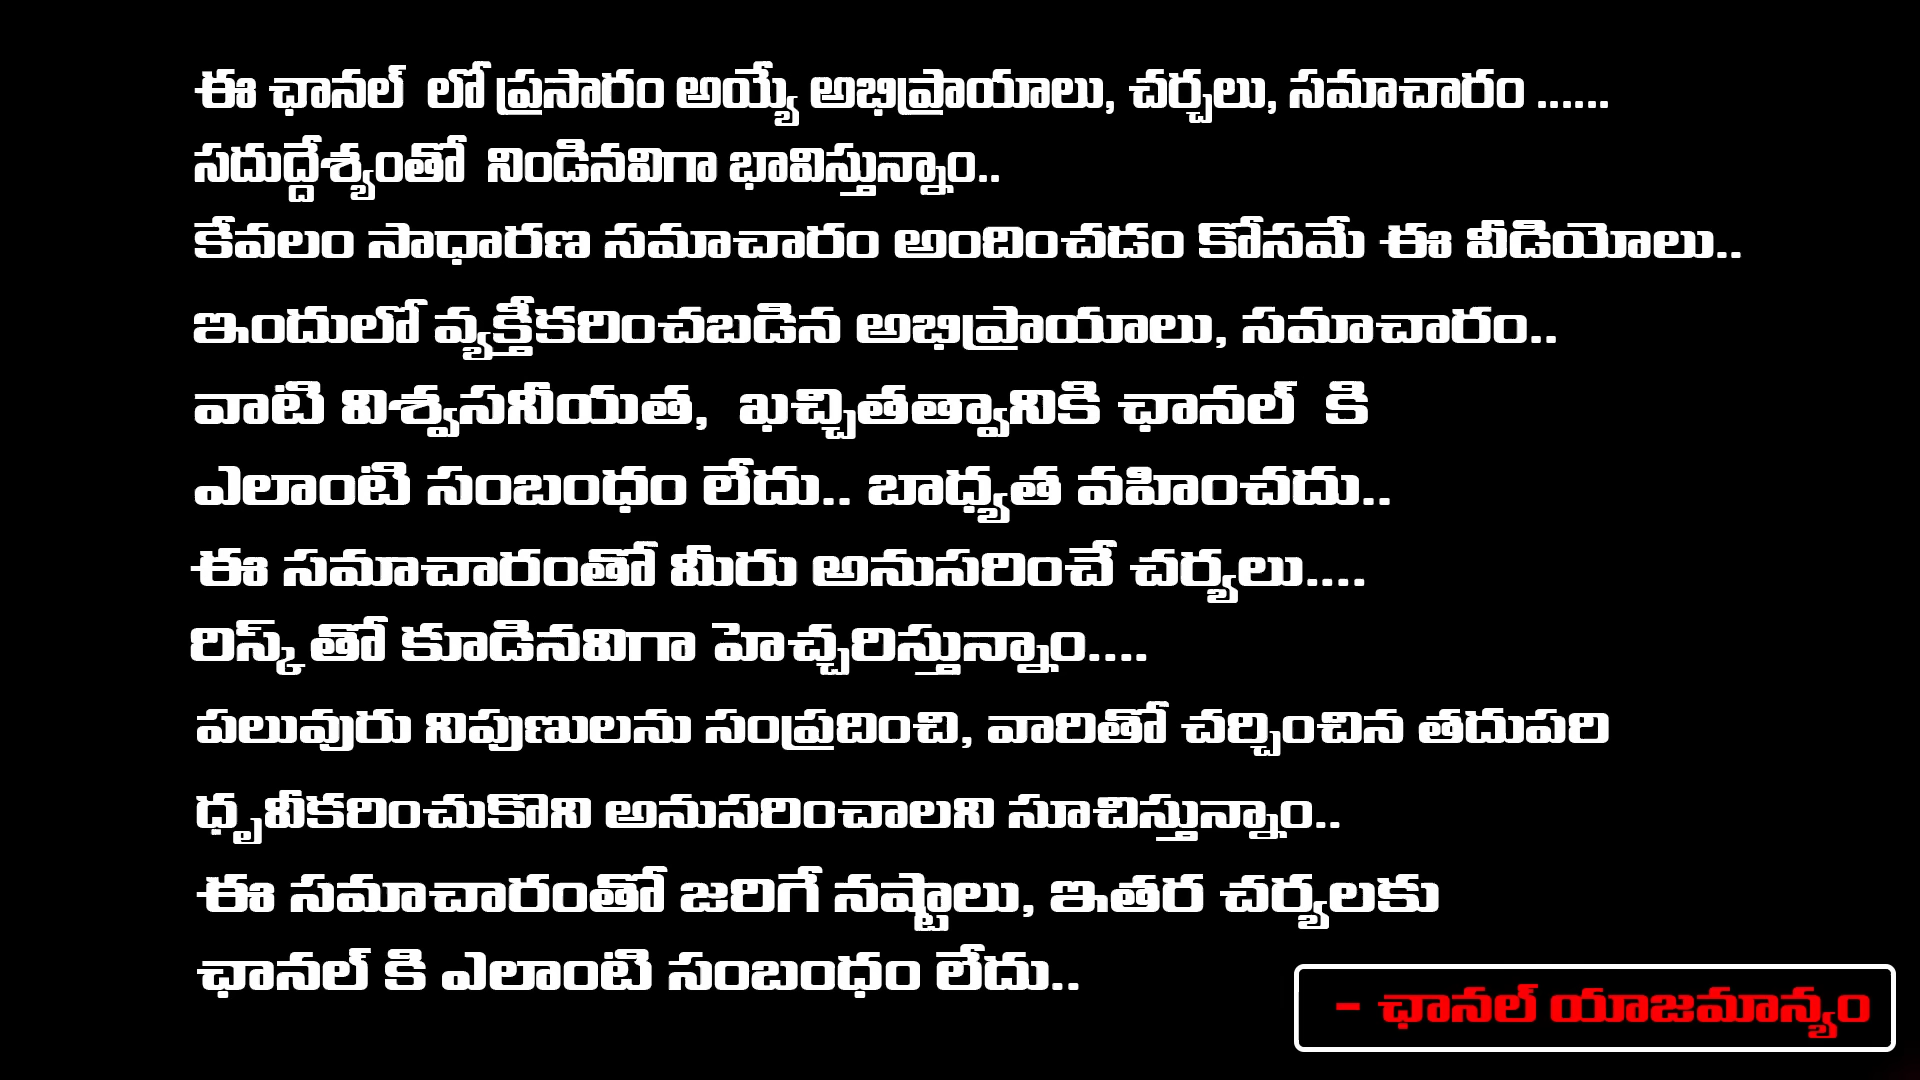 ఈ ఛానల్ లో ప్రసారం అయ్యే అభిప్రాయాలు, చర్చలు, సమాచారం ......
సదుద్దేశ్యంతో నిండినవిగా భావిస్తున్నాం..
కేవలం సాధారణ సమాచారం అందించడం కోసమే ఈ వీడియోలు..
ఇందులో వ్యక్తీకరించబడిన అభిప్రాయాలు, సమాచారం..
వాటి విశ్వసనీయత, ఖచ్చితత్వానికి ఛానల్ కి
ఎలాంటి సంబంధం లేదు.. బాధ్యత వహించదు..
ఈ సమాచారంతో మీరు అనుసరించే చర్యలు....
రిస్క్ తో కూడినవిగా హెచ్చరిస్తున్నాం....
పలువురు నిపుణులను సంప్రదించి, వారితో చర్చించిన తదుపరి
ధృవీకరించుకొని అనుసరించాలని సూచిస్తున్నాం..
ఈ సమాచారంతో జరిగే నష్టాలు, ఇతర చర్యలకు
ఛానల్ కి ఎలాంటి సంబంధం లేదు..
- ఛానల్ యాజమాన్యం